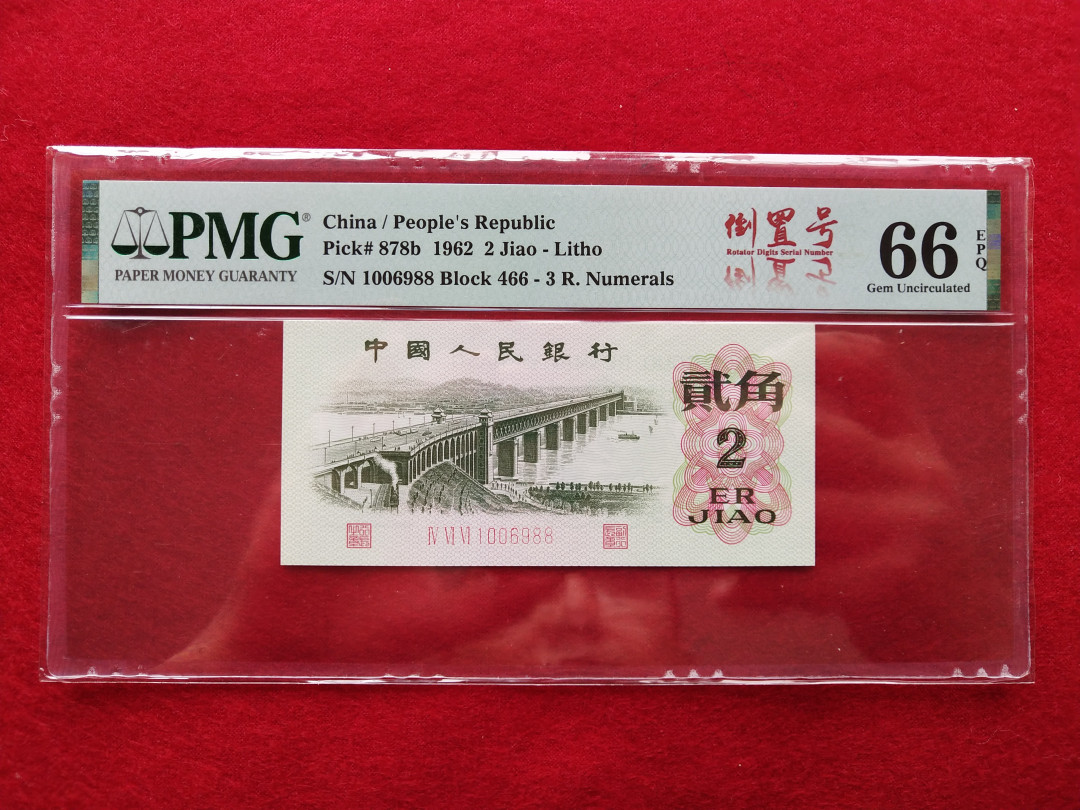 PMG®
PAPER MONEY GUARANTY
China / People's Republic
Pick# 878b 1962 2 Jiao - Litho
S/N 1006988 Block 466 - 3 R. Numerals
倒置号
Rotator Digits Serial Number
66
EPQ
Gem Uncirculated
中國人民銀行
貳角
2
ER
JIAO
Ⅳ Ⅵ Ⅵ 1006988